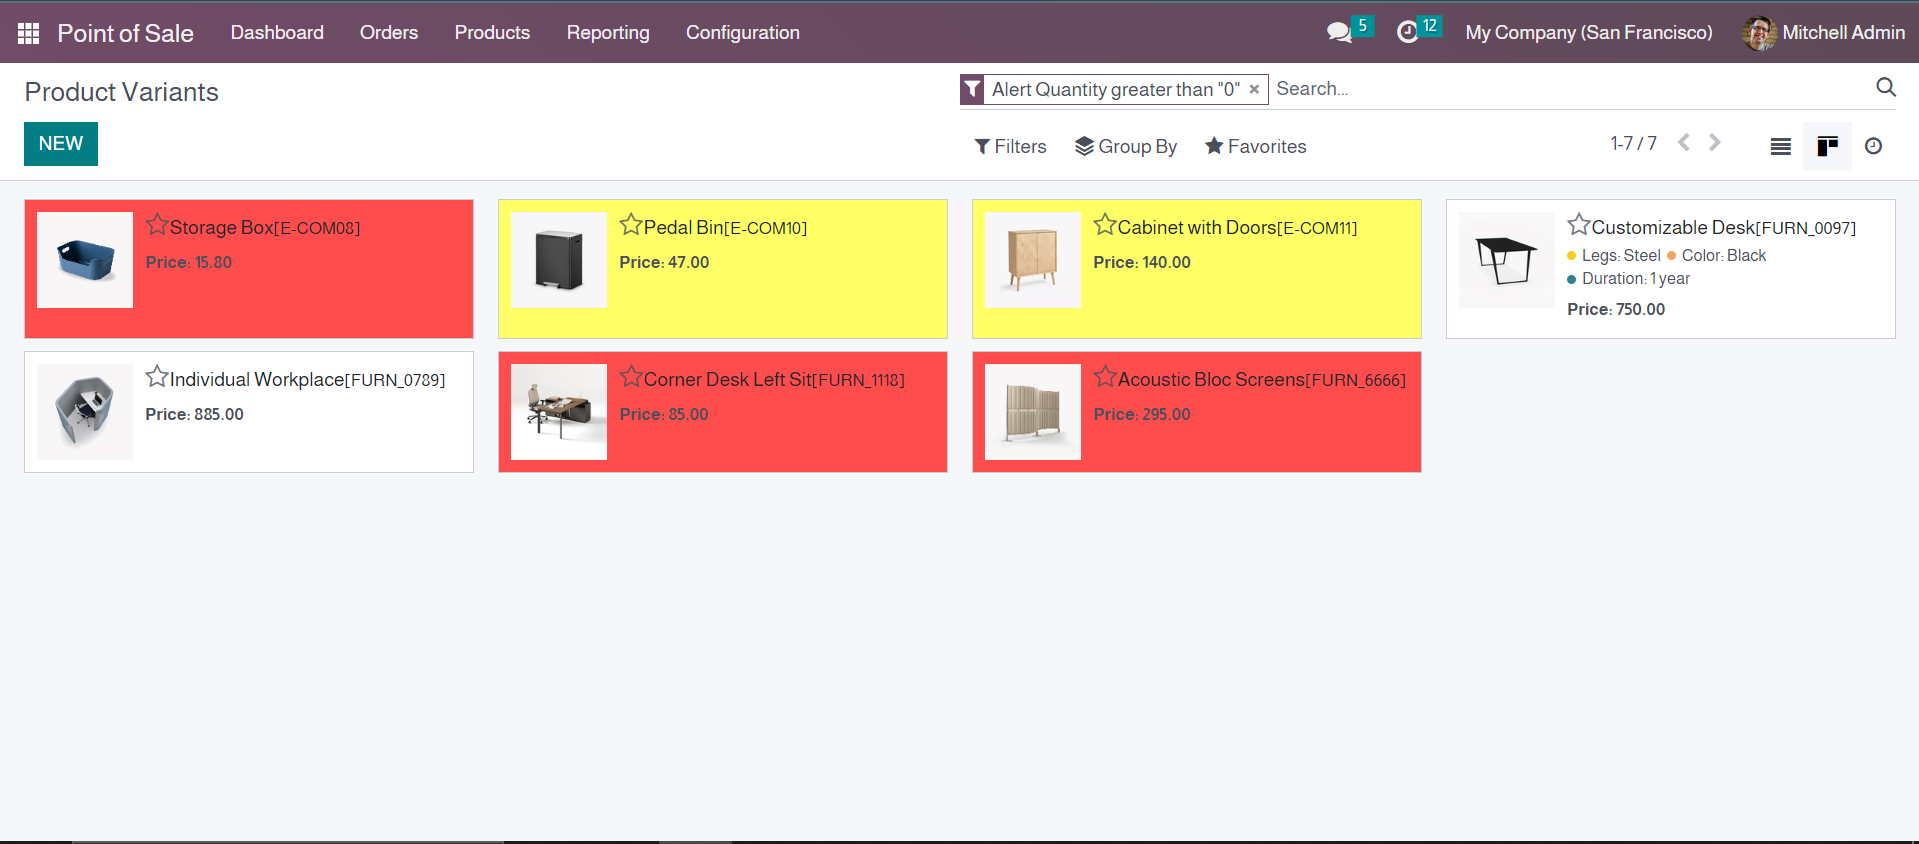 Point of Sale Dashboard Orders Products Reporting Configuration 5 12 My Company (San Francisco) Mitchell Admin
Product Variants
Alert Quantity greater than "0" × Search...
NEW
Filters Group By Favorites 1-7 / 7
Storage Box[E-COM08]
Price: 15.80
Pedal Bin[E-COM10]
Price: 47.00
Cabinet with Doors[E-COM11]
Price: 140.00
Customizable Desk[FURN_0097]
Legs: Steel Color: Black
Duration: 1 year
Price: 750.00
Individual Workplace[FURN_0789]
Price: 885.00
Corner Desk Left Sit[FURN_1118]
Price: 85.00
Acoustic Bloc Screens[FURN_6666]
Price: 295.00